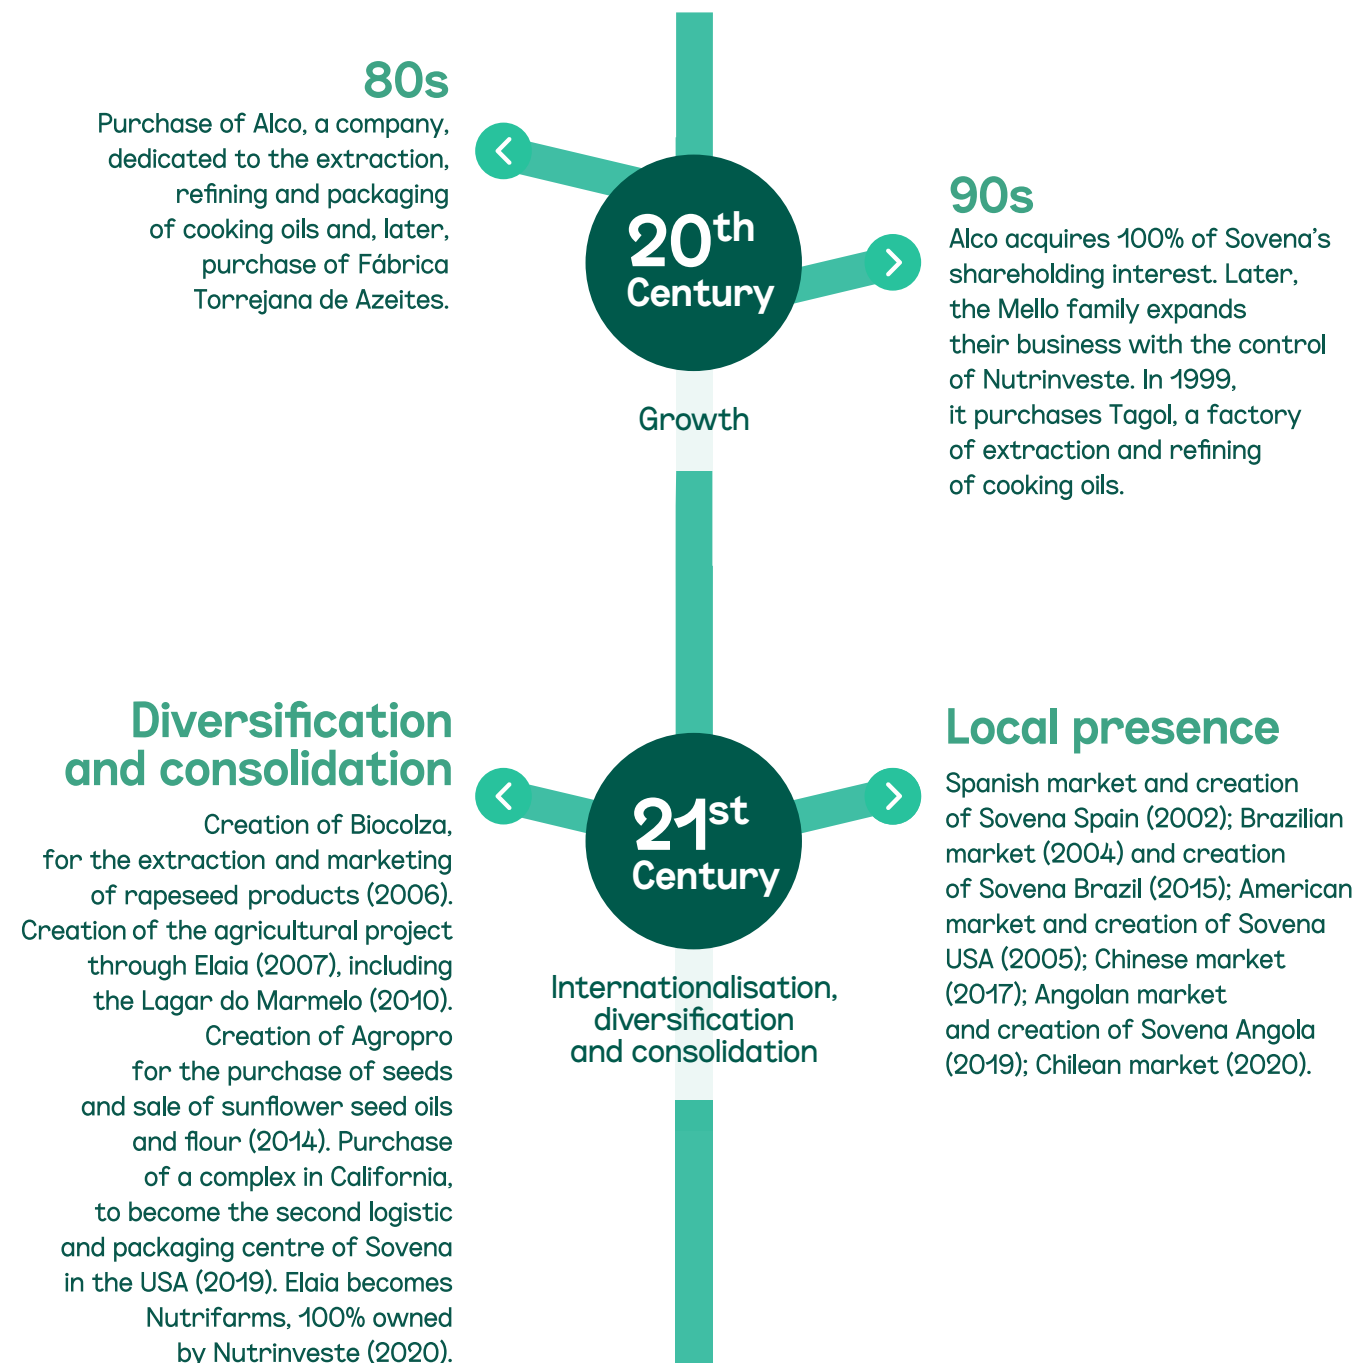 80s
Purchase of Alco, a company,
dedicated to the extraction,
refining and packaging
of cooking oils and, later,
purchase of Fábrica
Torrejana de Azeites.
20th
Century
Growth
90s
Alco acquires 100% of Sovena’s
shareholding interest. Later,
the Mello family expands
their business with the control
of Nutrinveste. In 1999,
it purchases Tagol, a factory
of extraction and refining
of cooking oils.
Diversification
and consolidation
Creation of Biocolza,
for the extraction and marketing
of rapeseed products (2006).
Creation of the agricultural project
through Elaia (2007), including
the Lagar do Marmelo (2010).
Creation of Agropro
for the purchase of seeds
and sale of sunflower seed oils
and flour (2014). Purchase
of a complex in California,
to become the second logistic
and packaging centre of Sovena
in the USA (2019). Elaia becomes
Nutrifarms, 100% owned
by Nutrinveste (2020).
21st
Century
Internationalisation,
diversification
and consolidation
Local presence
Spanish market and creation
of Sovena Spain (2002); Brazilian
market (2004) and creation
of Sovena Brazil (2015); American
market and creation of Sovena
USA (2005); Chinese market
(2017); Angolan market
and creation of Sovena Angola
(2019); Chilean market (2020).